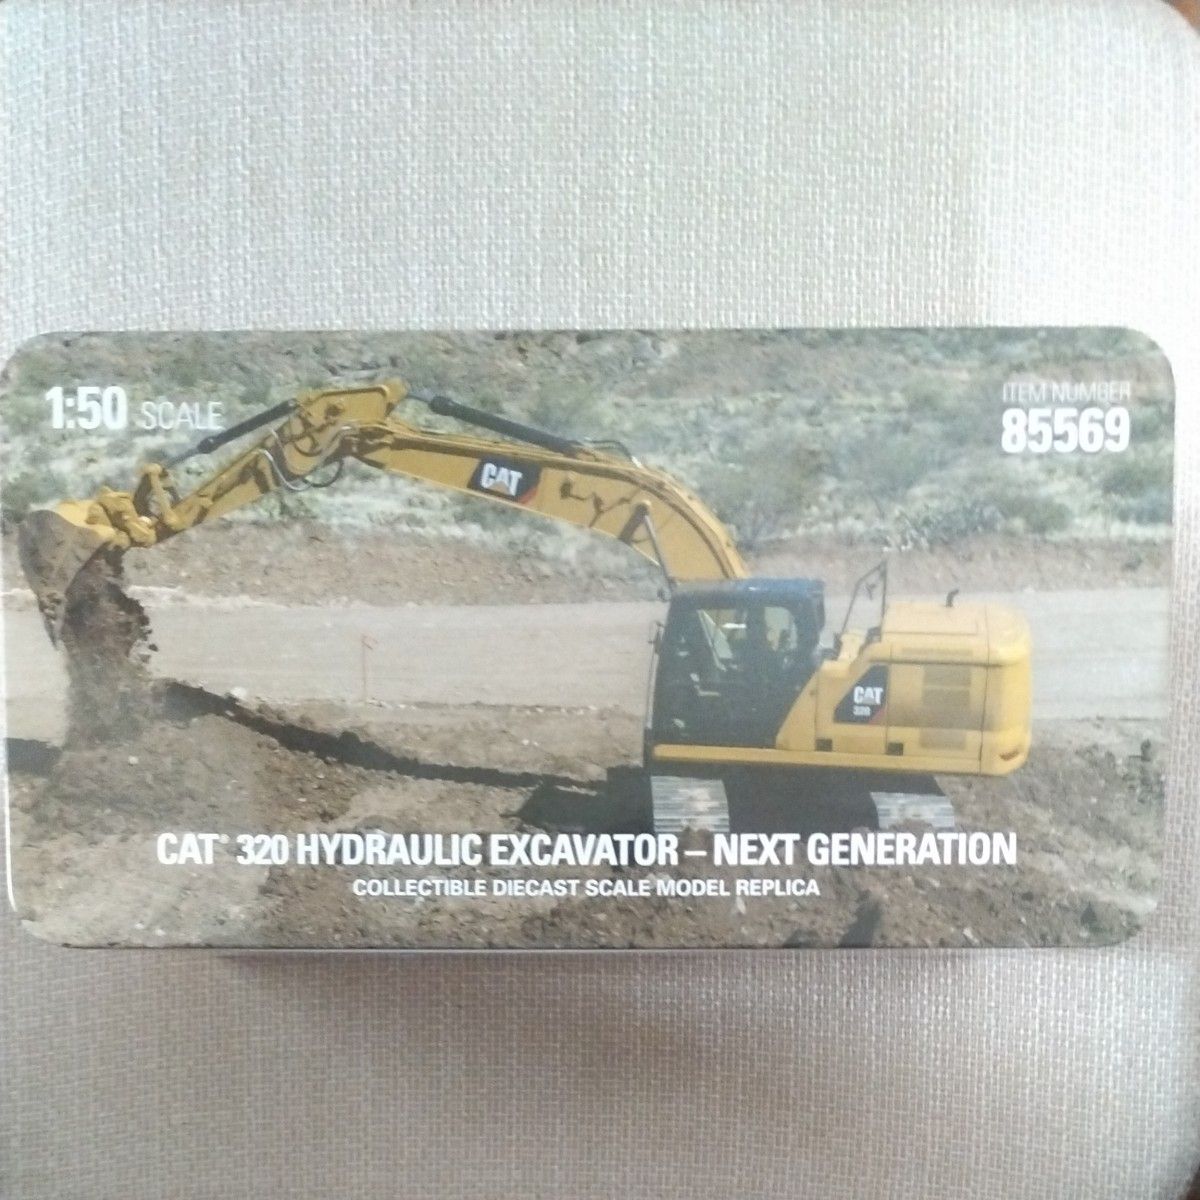 1:50 SCALE
ITEM NUMBER
85569
CAT
CAT
320
CAT® 320 HYDRAULIC EXCAVATOR – NEXT GENERATION
COLLECTIBLE DIECAST SCALE MODEL REPLICA